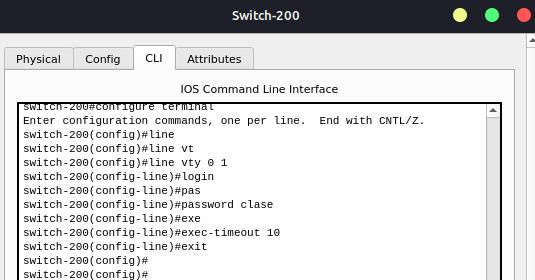 Switch-200
Physical Config CLI Attributes
IOS Command Line Interface
switch-200#configure terminal
Enter configuration commands, one per line.  End with CNTL/Z.
switch-200(config)#line
switch-200(config)#line vt
switch-200(config)#line vty 0 1
switch-200(config-line)#login
switch-200(config-line)#pas
switch-200(config-line)#password clase
switch-200(config-line)#exe
switch-200(config-line)#exec-timeout 10
switch-200(config-line)#exit
switch-200(config)#
switch-200(config)#